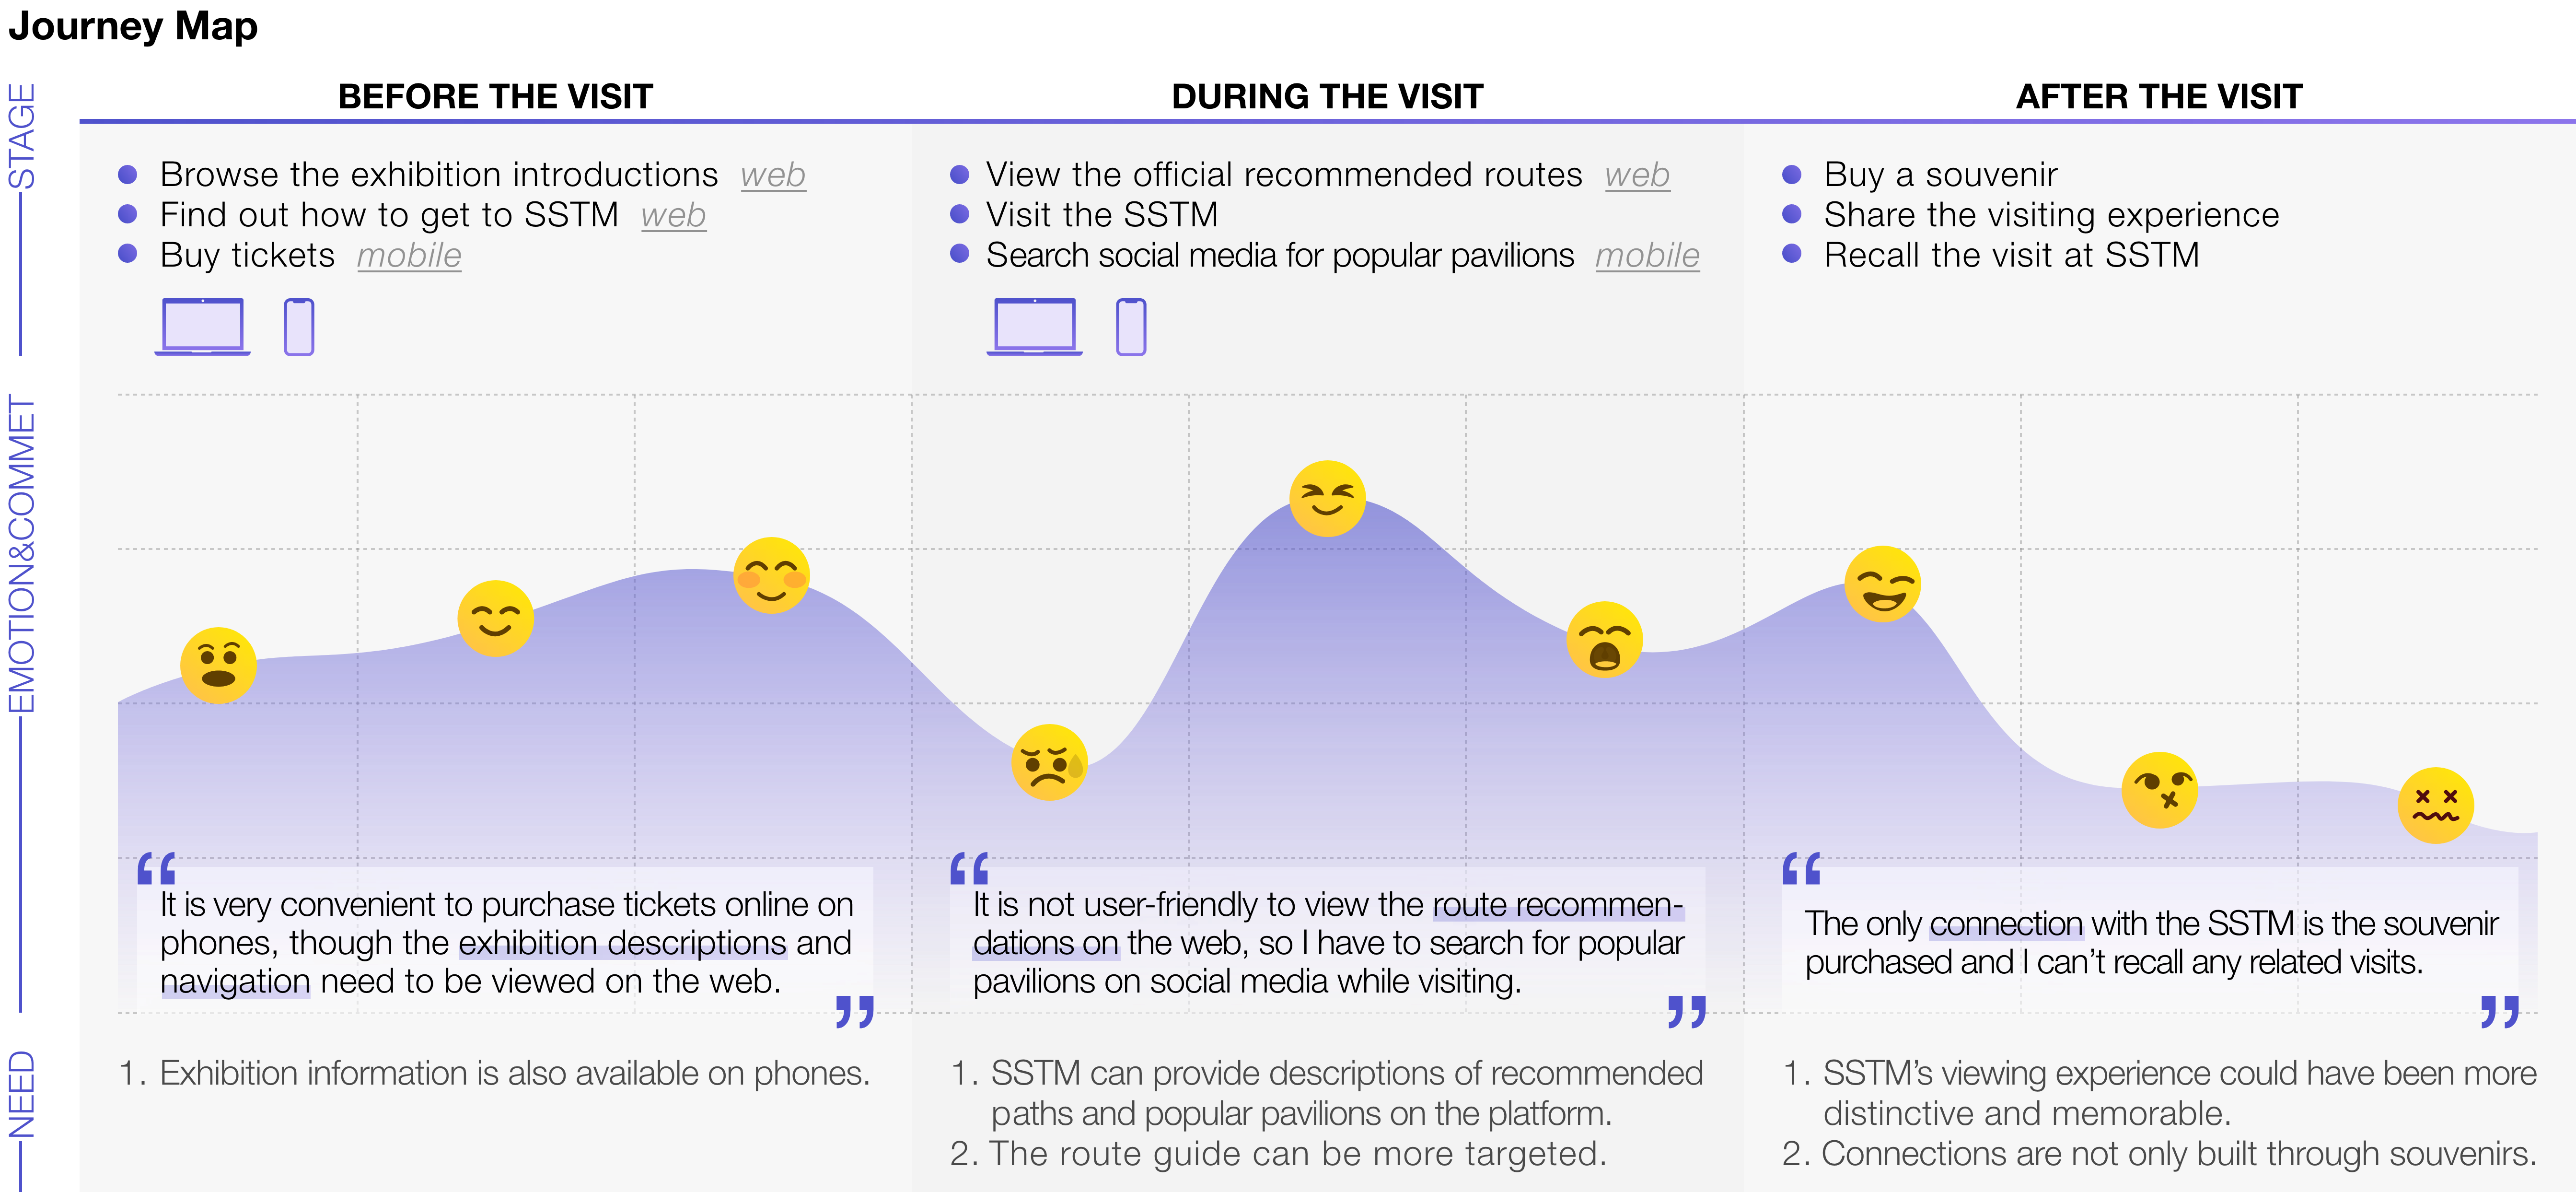 Journey Map
STAGE
BEFORE THE VISIT
Browse the exhibition introductions web
Find out how to get to SSTM web
Buy tickets mobile
DURING THE VISIT
View the official recommended routes web
Visit the SSTM
Search social media for popular pavilions mobile
AFTER THE VISIT
Buy a souvenir
Share the visiting experience
Recall the visit at SSTM
EMOTION&COMMET
“
It is very convenient to purchase tickets online on
phones, though the exhibition descriptions and
navigation need to be viewed on the web.
”
“
It is not user-friendly to view the route recommen-
dations on the web, so I have to search for popular
pavilions on social media while visiting.
”
“
The only connection with the SSTM is the souvenir
purchased and I can’t recall any related visits.
”
NEED
1. Exhibition information is also available on phones.
1. SSTM can provide descriptions of recommended
paths and popular pavilions on the platform.
2. The route guide can be more targeted.
1. SSTM’s viewing experience could have been more
distinctive and memorable.
2. Connections are not only built through souvenirs.